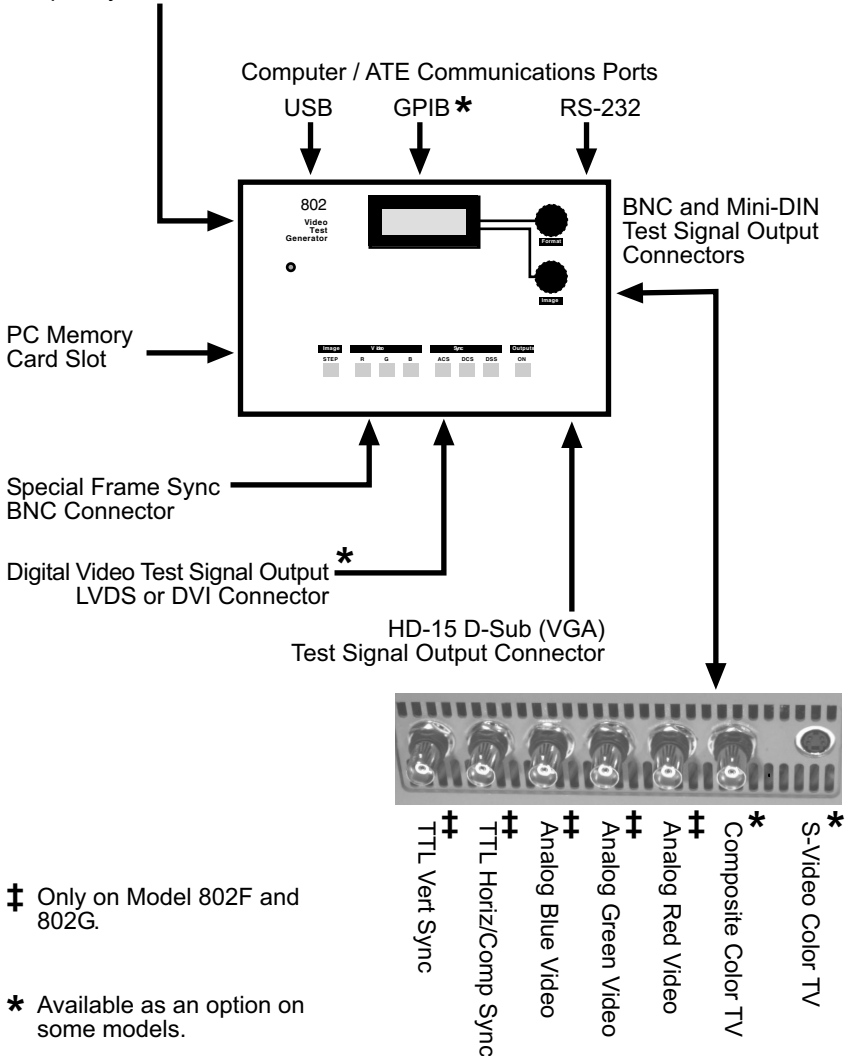 Computer / ATE Communications Ports
USB GPIB * RS-232
802
Video
Test
Generator
Format
Image
BNC and Mini-DIN
Test Signal Output
Connectors
PC Memory
Card Slot
Image Video Sync Outputs
STEP R G B ACS DCS DSS ON
Special Frame Sync
BNC Connector
Digital Video Test Signal Output *
LVDS or DVI Connector
HD-15 D-Sub (VGA)
Test Signal Output Connector
TTL Vert Sync ‡
TTL Horiz/Comp Sync ‡
Analog Blue Video ‡
Analog Green Video ‡
Analog Red Video ‡
Composite Color TV *
S-Video Color TV *
‡ Only on Model 802F and
802G.
* Available as an option on
some models.